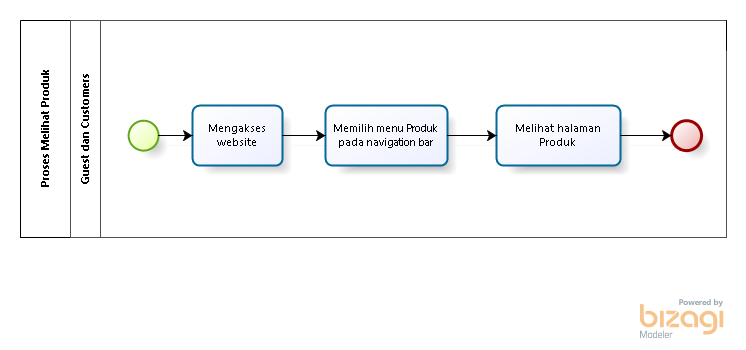 Proses Melihat Produk
Guest dan Customers
Mengakses
website
Memilih menu Produk
pada navigation bar
Melihat halaman
Produk
Powered by
bizagi
Modeler